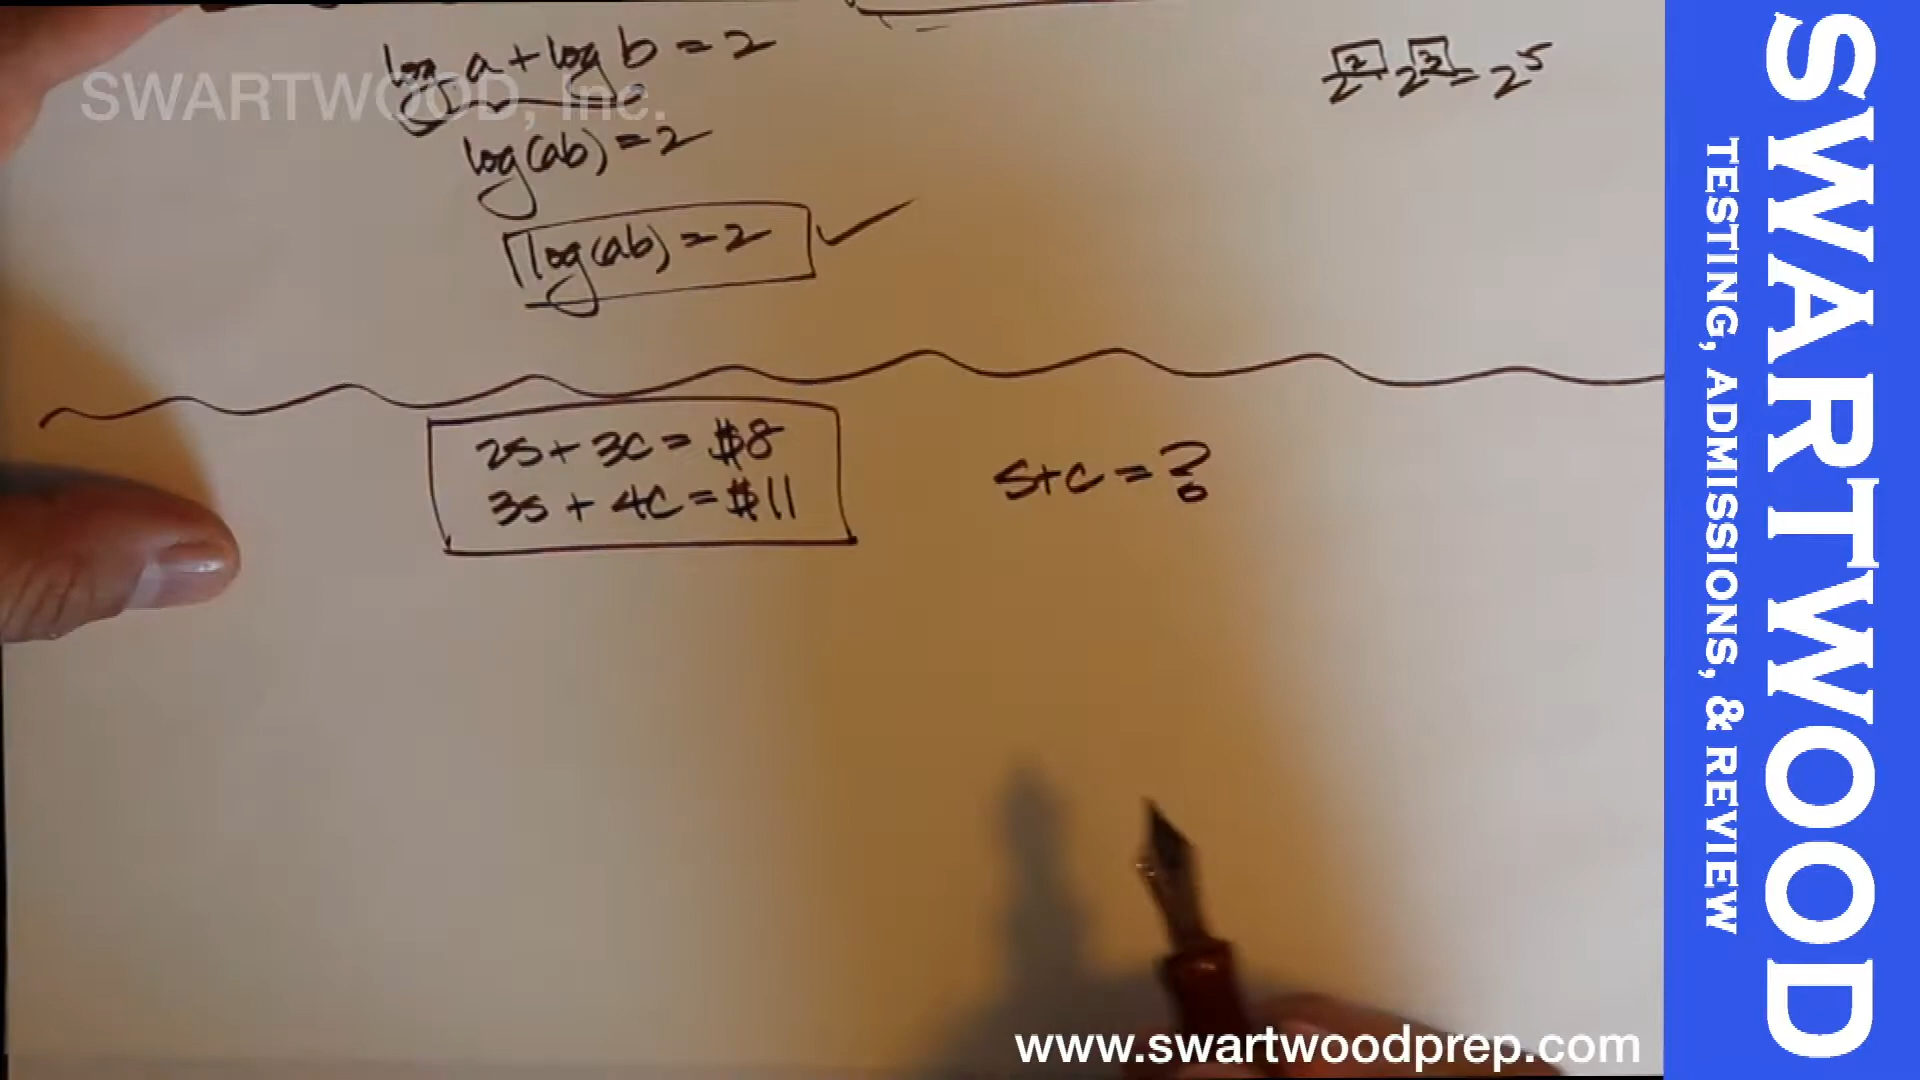 log a + log b = 2
SWARTWOOD, Inc.
log(ab) = 2
log(ab) = 2
2² · 2³ = 2⁵
2s + 3c = $8
3s + 4c = $11
s + c = ?
www.swartwoodprep.com
SWARTWOOD
TESTING, ADMISSIONS, & REVIEW